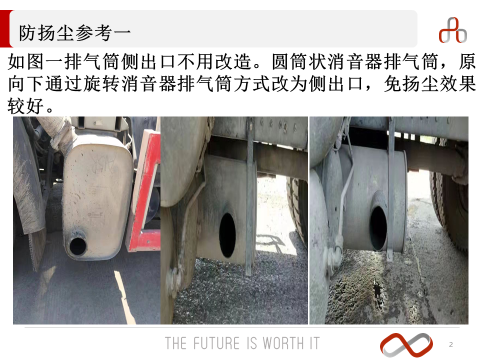 防扬尘参考一
如图一排气筒侧出口不用改造。圆筒状消音器排气筒，原
向下通过旋转消音器排气筒方式改为侧出口，免扬尘效果
较好。
THE FUTURE IS WORTH IT
2